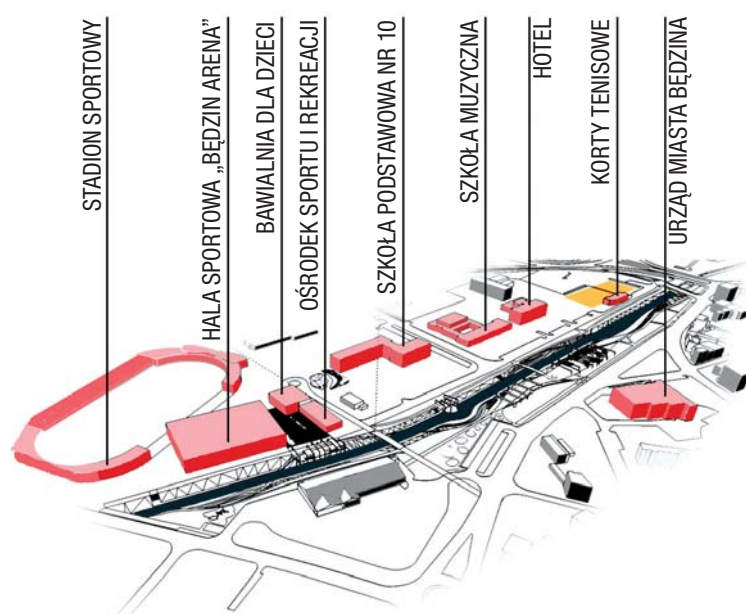 STADION SPORTOWY
HALA SPORTOWA „BĘDZIN ARENA”
BAWIALNIA DLA DZIECI
OŚRODEK SPORTU I REKREACJI
SZKOŁA PODSTAWOWA NR 10
SZKOŁA MUZYCZNA
HOTEL
KORTY TENISOWE
URZĄD MIASTA BĘDZINA